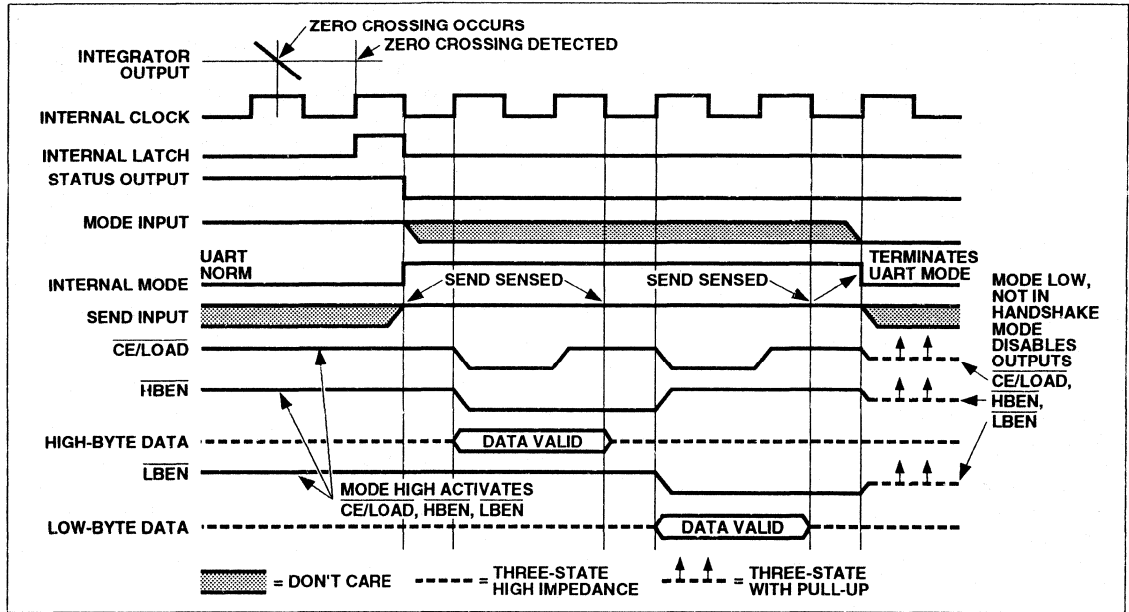 ZERO CROSSING OCCURS
ZERO CROSSING DETECTED
INTEGRATOR
OUTPUT
INTERNAL CLOCK
INTERNAL LATCH
STATUS OUTPUT
MODE INPUT
UART
NORM
TERMINATES
UART MODE
INTERNAL MODE
SEND SENSED
SEND SENSED
MODE LOW,
NOT IN
HANDSHAKE
MODE
DISABLES
OUTPUTS
CE/LOAD,
HBEN,
LBEN
SEND INPUT
CE/LOAD
HBEN
HIGH-BYTE DATA
DATA VALID
LBEN
MODE HIGH ACTIVATES
CE/LOAD, HBEN, LBEN
LOW-BYTE DATA
DATA VALID
= DON'T CARE
= THREE-STATE
HIGH IMPEDANCE
= THREE-STATE
WITH PULL-UP